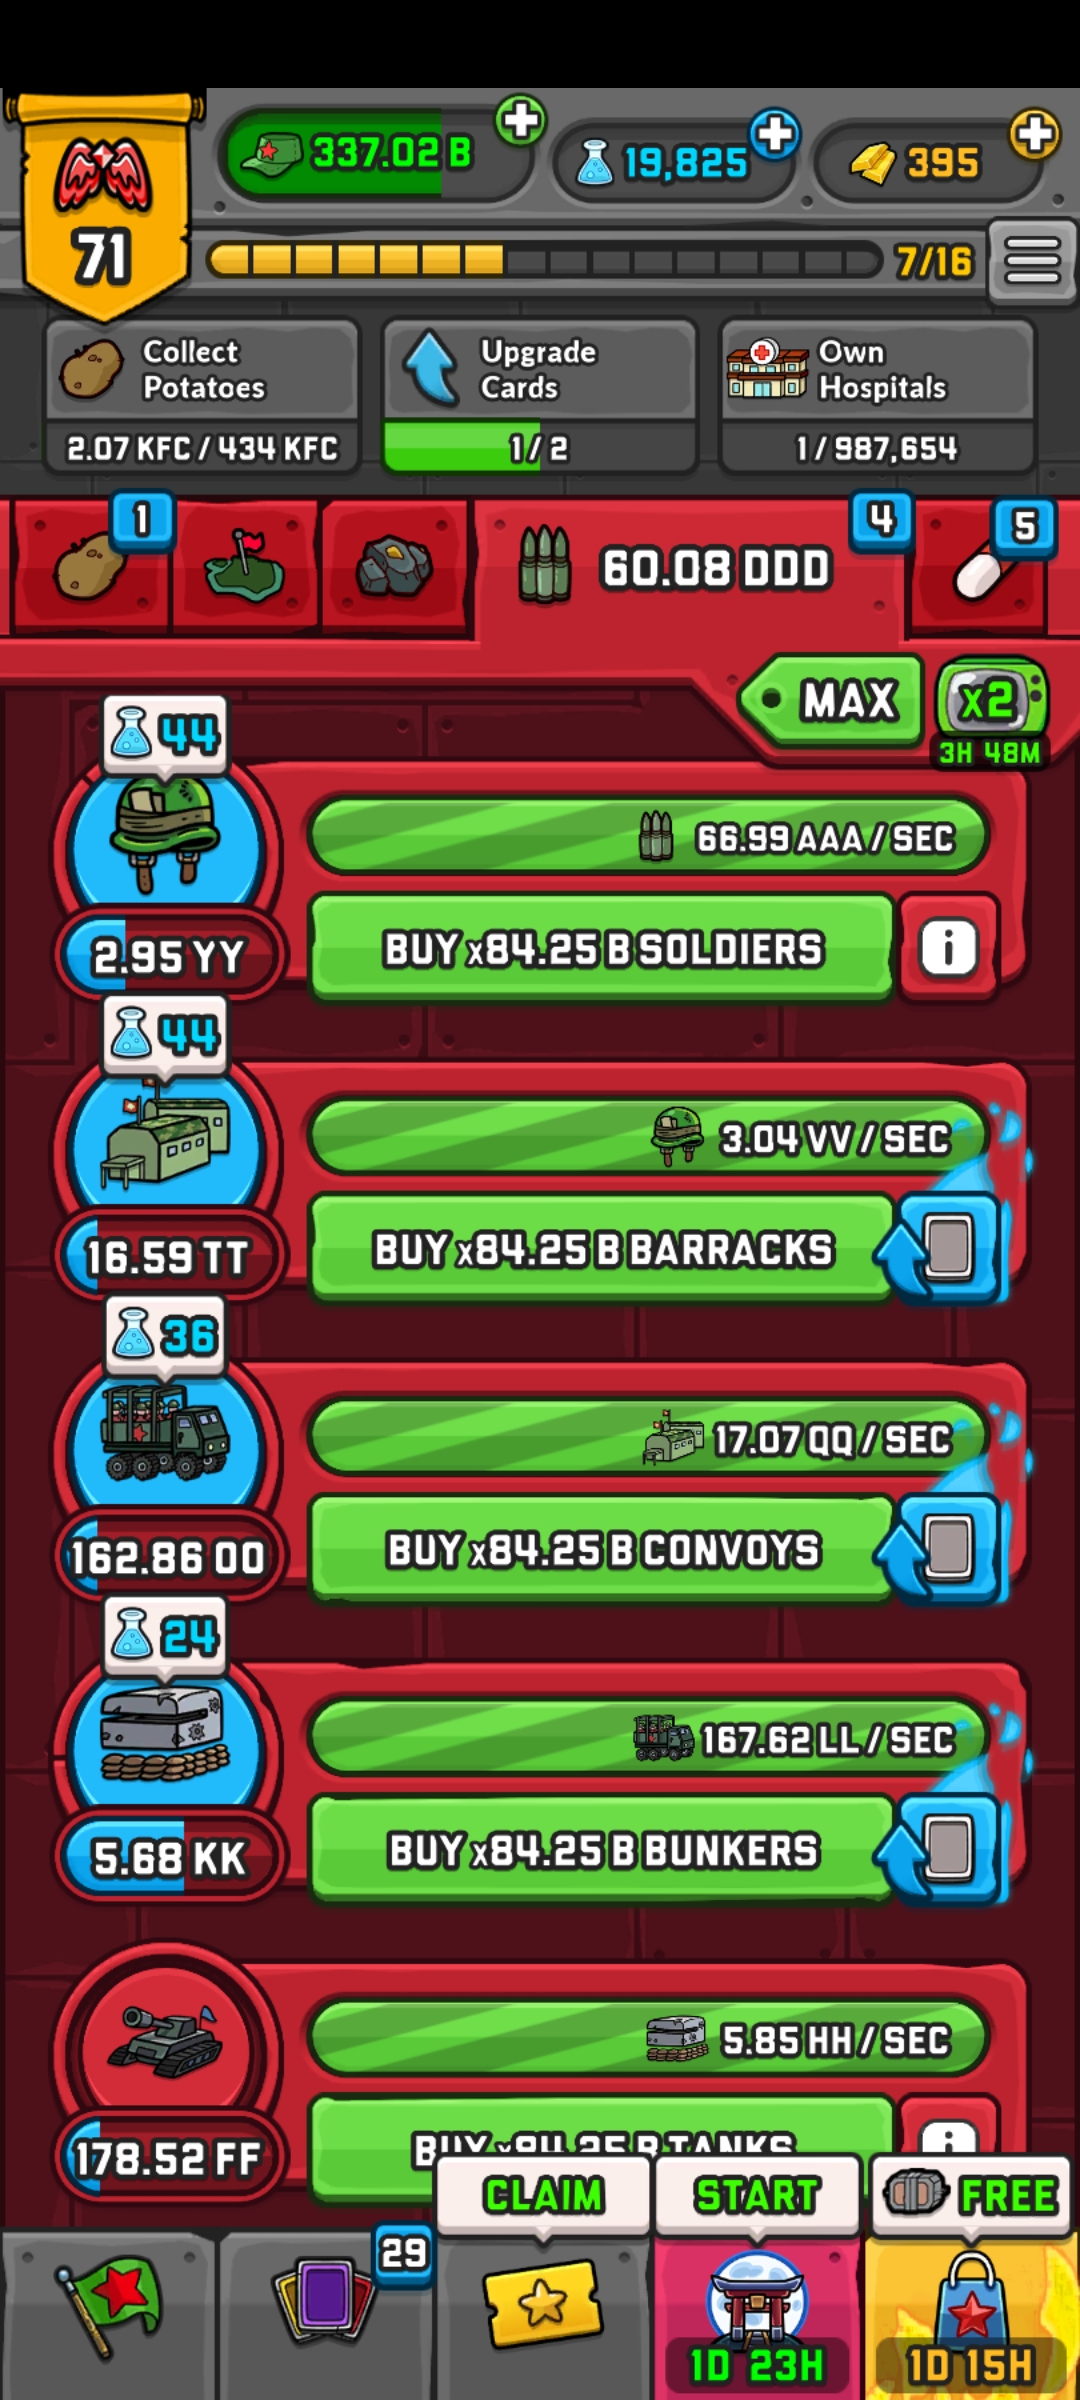 71
337.02 B
19,825
395
7/16
Collect
Potatoes
2.07 KFC / 434 KFC
Upgrade
Cards
1/2
Own
Hospitals
1/987,654
1
60.08 DDD
4
5
MAX
x2
3H 48M
44
66.99 AAA / SEC
2.95 YY
BUY x84.25 B SOLDIERS
i
44
3.04 VV / SEC
16.59 TT
BUY x84.25 B BARRACKS
36
17.07 QQ / SEC
162.86 OO
BUY x84.25 B CONVOYS
24
167.62 LL / SEC
5.68 KK
BUY x84.25 B BUNKERS
5.85 HH / SEC
178.52 FF
BUY x84.25 B TANKS
i
CLAIM
START
FREE
29
1D 23H
1D 15H